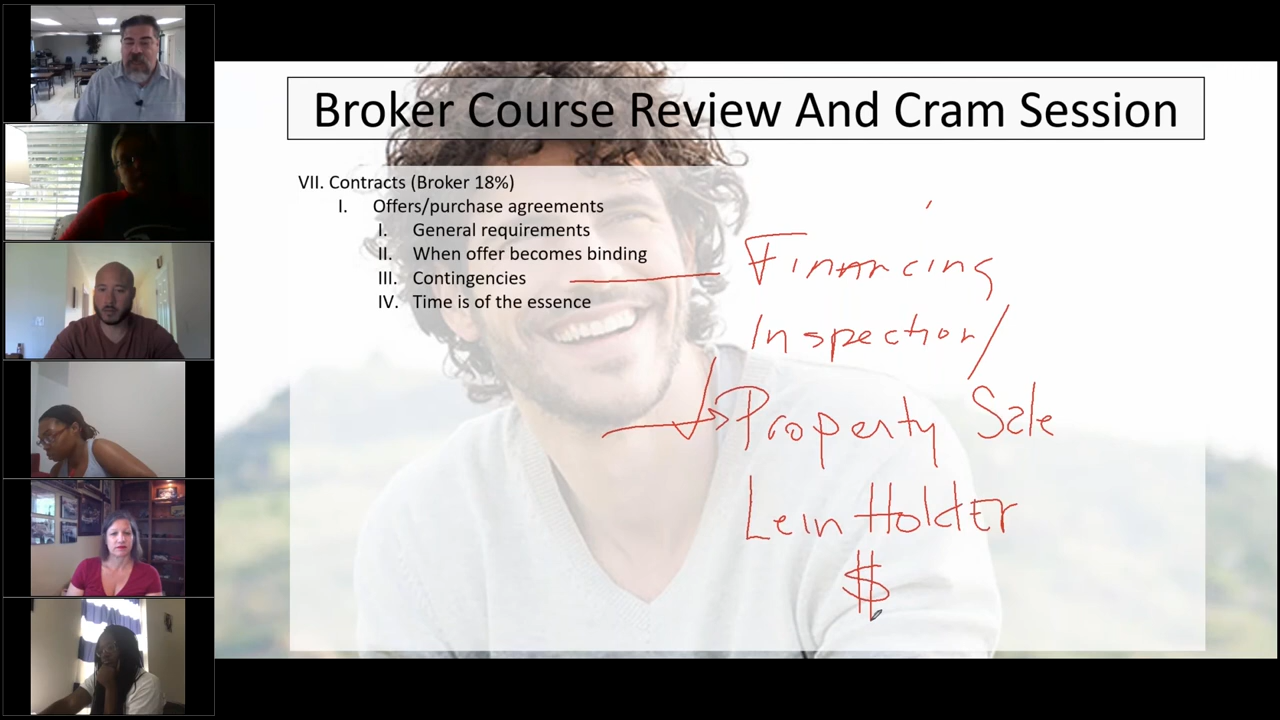 Broker Course Review And Cram Session
VII. Contracts (Broker 18%)
I. Offers/purchase agreements
I. General requirements
II. When offer becomes binding
III. Contingencies
IV. Time is of the essence
Financing
Inspection/
Property Sale
Lein Holder
$